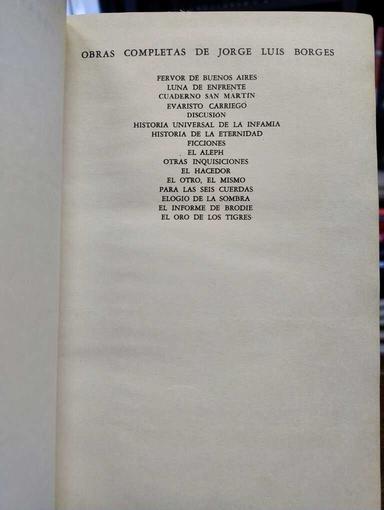 OBRAS COMPLETAS DE JORGE LUIS BORGES
FERVOR DE BUENOS AIRES
LUNA DE ENFRENTE
CUADERNO SAN MARTIN
EVARISTO CARRIEGO
DISCUSIÓN
HISTORIA UNIVERSAL DE LA INFAMIA
HISTORIA DE LA ETERNIDAD
FICCIONES
EL ALEPH
OTRAS INQUISICIONES
EL HACEDOR
EL OTRO, EL MISMO
PARA LAS SEIS CUERDAS
ELOGIO DE LA SOMBRA
EL INFORME DE BRODIE
EL ORO DE LOS TIGRES